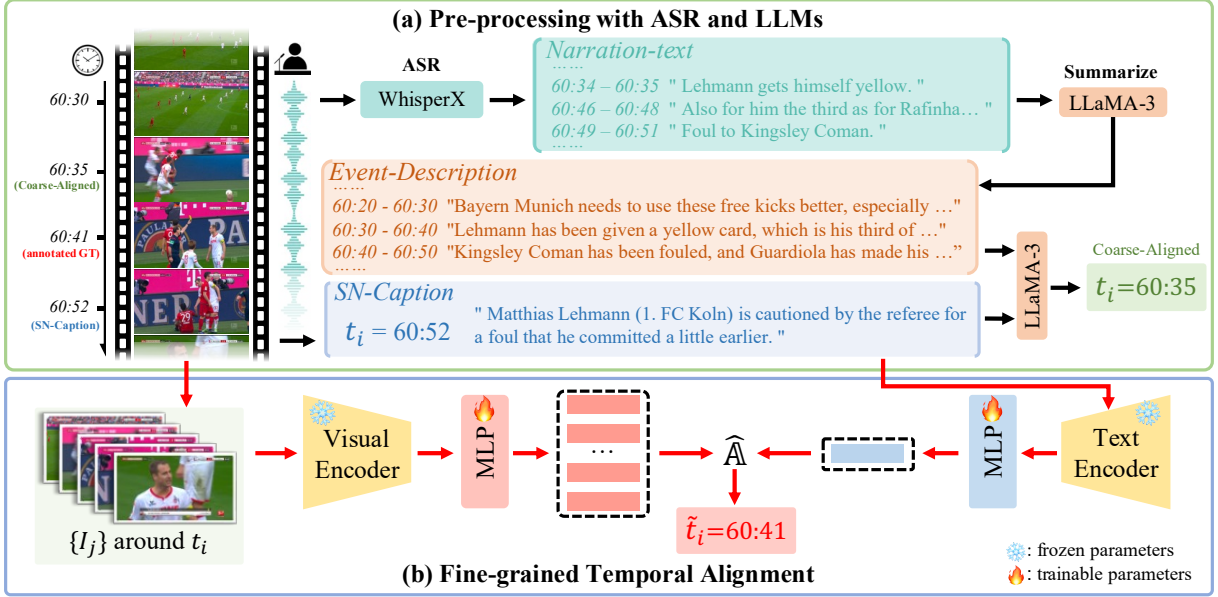 (a) Pre-processing with ASR and LLMs
60:30
60:35
(Coarse-Aligned)
60:41
(annotated GT)
60:52
(SN-Caption)
ASR
WhisperX
Narration-text
……
60:34 – 60:35 " Lehmann gets himself yellow. "
60:46 – 60:48 " Also for him the third as for Rafinha… "
60:49 – 60:51 " Foul to Kingsley Coman. "
……
Summarize
LLaMA-3
Event-Description
……
60:20 - 60:30 "Bayern Munich needs to use these free kicks better, especially …"
60:30 - 60:40 "Lehmann has been given a yellow card, which is his third of …"
60:40 - 60:50 "Kingsley Coman has been fouled, and Guardiola has made his …”
……
SN-Caption
t_i = 60:52
" Matthias Lehmann (1. FC Koln) is cautioned by the referee for
a foul that he committed a little earlier. "
LLaMA-3
Coarse-Aligned
t_i=60:35
{I_j} around t_i
Visual
Encoder
MLP
…
𝔸̂
t̃_i=60:41
MLP
Text
Encoder
: frozen parameters
: trainable parameters
(b) Fine-grained Temporal Alignment